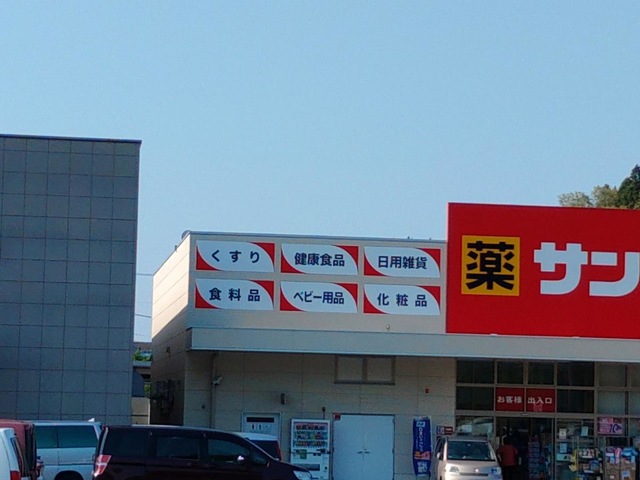 くすり
健康食品
日用雑貨
食料品
ベビー用品
化粧品
薬
サン
お客様 出入口